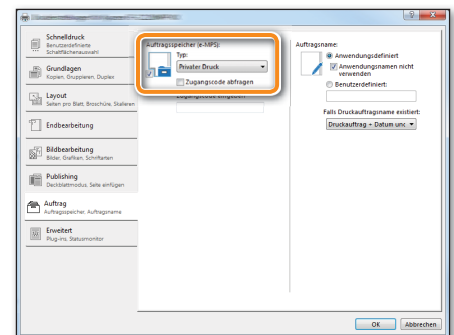 Schnelldruck
Benutzerdefinierte
Schaltflächenauswahl
Grundlagen
Kopien, Gruppieren, Duplex
Layout
Seiten pro Blatt, Broschüre, Skalieren
Endbearbeitung
Bildbearbeitung
Bilder, Grafiken, Schriftarten
Publishing
Deckblattmodus, Seite einfügen
Auftrag
Auftragsspeicher, Auftragsname
Erweitert
Plug-ins, Statusmonitor
Auftragsspeicher (e-MPS):
Typ:
Privater Druck
Zugangscode abfragen
Zugangscode eingeben
Auftragsname:
Anwendungsdefiniert
Anwendungsnamen nicht
verwenden
Benutzerdefiniert:
Falls Druckauftragsname existiert:
Druckauftrag + Datum unc
OK
Abbrechen